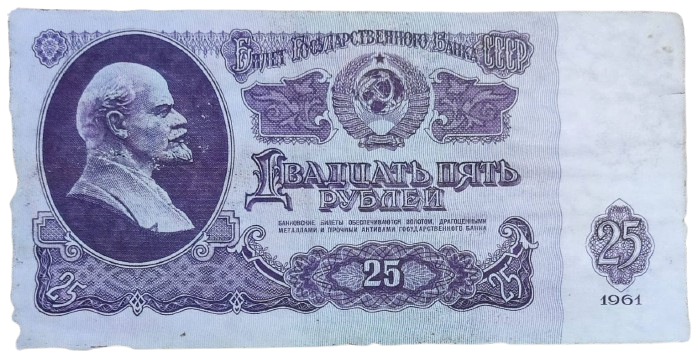 Билет Государственного Банка СССР
Двадцать пять
рублей
БАНКОВСКИЕ БИЛЕТЫ ОБЕСПЕЧИВАЮТСЯ ЗОЛОТОМ, ДРАГОЦЕННЫМИ
МЕТАЛЛАМИ И ПРОЧИМИ АКТИВАМИ ГОСУДАРСТВЕННОГО БАНКА
25
25
25
25
1961